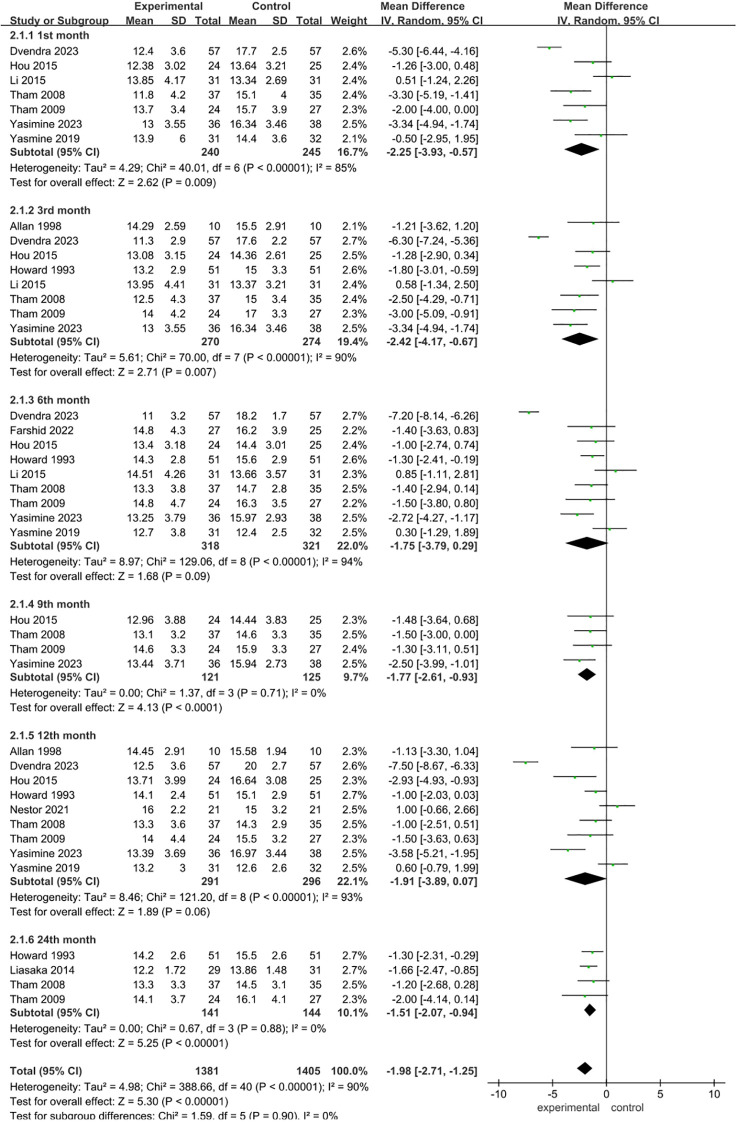 Experimental Control Mean Difference Mean Difference
Study or Subgroup Mean SD Total Mean SD Total Weight IV, Random, 95% CI IV, Random, 95% CI
2.1.1 1st month
Dvendra 2023 12.4 3.6 57 17.7 2.5 57 2.6% -5.30 [-6.44, -4.16]
Hou 2015 12.38 3.02 24 13.64 3.21 25 2.4% -1.26 [-3.00, 0.48]
Li 2015 13.85 4.17 31 13.34 2.69 31 2.4% 0.51 [-1.24, 2.26]
Tham 2008 11.8 4.2 37 15.1 4 35 2.4% -3.30 [-5.19, -1.41]
Tham 2009 13.7 3.4 24 15.7 3.9 27 2.3% -2.00 [-4.00, 0.00]
Yasimine 2023 13 3.55 36 16.34 3.46 38 2.5% -3.34 [-4.94, -1.74]
Yasmine 2019 13.9 6 31 14.4 3.6 32 2.1% -0.50 [-2.95, 1.95]
Subtotal (95% CI) 240 245 16.7% -2.25 [-3.93, -0.57]
Heterogeneity: Tau² = 4.29; Chi² = 40.01, df = 6 (P < 0.00001); I² = 85%
Test for overall effect: Z = 2.62 (P = 0.009)
2.1.2 3rd month
Allan 1998 14.29 2.59 10 15.5 2.91 10 2.1% -1.21 [-3.62, 1.20]
Dvendra 2023 11.3 2.9 57 17.6 2.2 57 2.7% -6.30 [-7.24, -5.36]
Hou 2015 13.08 3.15 24 14.36 2.61 25 2.4% -1.28 [-2.90, 0.34]
Howard 1993 13.2 2.9 51 15 3.3 51 2.6% -1.80 [-3.01, -0.59]
Li 2015 13.95 4.41 31 13.37 3.21 31 2.3% 0.58 [-1.34, 2.50]
Tham 2008 12.5 4.3 37 15 3.4 35 2.4% -2.50 [-4.29, -0.71]
Tham 2009 14 4.2 24 17 3.3 27 2.3% -3.00 [-5.09, -0.91]
Yasimine 2023 13 3.55 36 16.34 3.46 38 2.5% -3.34 [-4.94, -1.74]
Subtotal (95% CI) 270 274 19.4% -2.42 [-4.17, -0.67]
Heterogeneity: Tau² = 5.61; Chi² = 70.00, df = 7 (P < 0.00001); I² = 90%
Test for overall effect: Z = 2.71 (P = 0.007)
2.1.3 6th month
Dvendra 2023 11 3.2 57 18.2 1.7 57 2.7% -7.20 [-8.14, -6.26]
Farshid 2022 14.8 4.3 27 16.2 3.9 25 2.2% -1.40 [-3.63, 0.83]
Hou 2015 13.4 3.18 24 14.4 3.01 25 2.4% -1.00 [-2.74, 0.74]
Howard 1993 14.3 2.8 51 15.6 2.9 51 2.6% -1.30 [-2.41, -0.19]
Li 2015 14.51 4.26 31 13.66 3.57 31 2.3% 0.85 [-1.11, 2.81]
Tham 2008 13.3 3.8 37 14.7 2.8 35 2.5% -1.40 [-2.94, 0.14]
Tham 2009 14.8 4.7 24 16.3 3.5 27 2.2% -1.50 [-3.80, 0.80]
Yasimine 2023 13.25 3.79 36 15.97 2.93 38 2.5% -2.72 [-4.27, -1.17]
Yasmine 2019 12.7 3.8 31 12.4 2.5 32 2.5% 0.30 [-1.29, 1.89]
Subtotal (95% CI) 318 321 22.0% -1.75 [-3.79, 0.29]
Heterogeneity: Tau² = 8.97; Chi² = 129.06, df = 8 (P < 0.00001); I² = 94%
Test for overall effect: Z = 1.68 (P = 0.09)
2.1.4 9th month
Hou 2015 12.96 3.88 24 14.44 3.83 25 2.3% -1.48 [-3.64, 0.68]
Tham 2008 13.1 3.2 37 14.6 3.3 35 2.5% -1.50 [-3.00, 0.00]
Tham 2009 14.6 3.3 24 15.9 3.3 27 2.4% -1.30 [-3.11, 0.51]
Yasimine 2023 13.44 3.71 36 15.94 2.73 38 2.5% -2.50 [-3.99, -1.01]
Subtotal (95% CI) 121 125 9.7% -1.77 [-2.61, -0.93]
Heterogeneity: Tau² = 0.00; Chi² = 1.37, df = 3 (P = 0.71); I² = 0%
Test for overall effect: Z = 4.13 (P < 0.0001)
2.1.5 12th month
Allan 1998 14.45 2.91 10 15.58 1.94 10 2.3% -1.13 [-3.30, 1.04]
Dvendra 2023 12.5 3.6 57 20 2.7 57 2.6% -7.50 [-8.67, -6.33]
Hou 2015 13.71 3.99 24 16.64 3.08 25 2.3% -2.93 [-4.93, -0.93]
Howard 1993 14.1 2.4 51 15.1 2.9 51 2.6% -1.00 [-2.03, 0.03]
Nestor 2021 16 2.2 21 15 3.2 21 2.4% 1.00 [-0.66, 2.66]
Tham 2008 13.3 3.6 37 14.3 2.9 35 2.5% -1.00 [-2.51, 0.51]
Tham 2009 14 4.4 24 15.5 3.2 27 2.3% -1.50 [-3.63, 0.63]
Yasimine 2023 13.39 3.69 36 16.97 3.44 38 2.4% -3.58 [-5.21, -1.95]
Yasmine 2019 13.2 3 31 12.6 2.6 32 2.5% 0.60 [-0.79, 1.99]
Subtotal (95% CI) 291 296 22.1% -1.91 [-3.89, 0.07]
Heterogeneity: Tau² = 8.46; Chi² = 121.20, df = 8 (P < 0.00001); I² = 93%
Test for overall effect: Z = 1.89 (P = 0.06)
2.1.6 24th month
Howard 1993 14.2 2.6 51 15.5 2.6 51 2.7% -1.30 [-2.31, -0.29]
Liasaka 2014 12.2 1.72 29 13.86 1.48 31 2.7% -1.66 [-2.47, -0.85]
Tham 2008 13.3 3.3 37 14.5 3.1 35 2.5% -1.20 [-2.68, 0.28]
Tham 2009 14.1 3.7 24 16.1 4.1 27 2.3% -2.00 [-4.14, 0.14]
Subtotal (95% CI) 141 144 10.1% -1.51 [-2.07, -0.94]
Heterogeneity: Tau² = 0.00; Chi² = 0.67, df = 3 (P = 0.88); I² = 0%
Test for overall effect: Z = 5.25 (P < 0.00001)
Total (95% CI) 1381 1405 100.0% -1.98 [-2.71, -1.25]
Heterogeneity: Tau² = 4.98; Chi² = 388.66, df = 40 (P < 0.00001); I² = 90%
Test for overall effect: Z = 5.30 (P < 0.00001)
Test for subgroup differences: Chi² = 1.59, df = 5 (P = 0.90), I² = 0%
-10 -5 0 5 10
experimental control